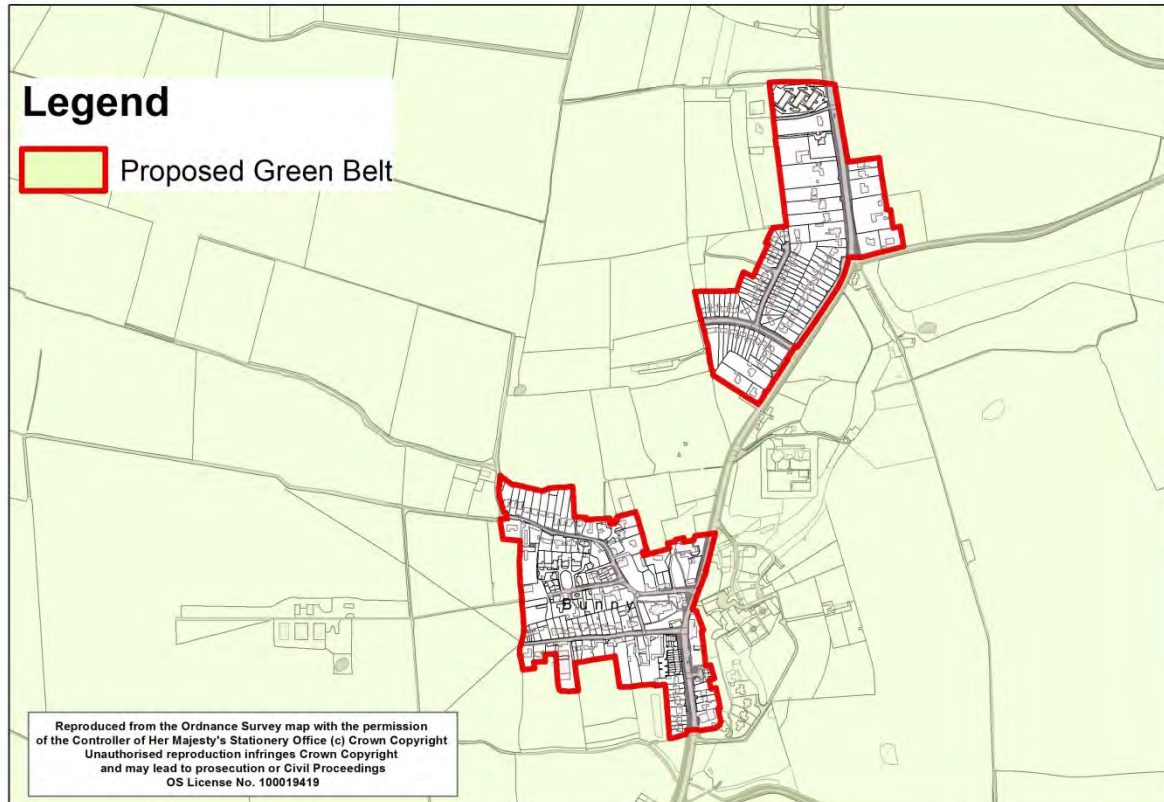 Legend
Proposed Green Belt
Bunny
Reproduced from the Ordnance Survey map with the permission
of the Controller of Her Majesty's Stationery Office (c) Crown Copyright
Unauthorised reproduction infringes Crown Copyright
and may lead to prosecution or Civil Proceedings
OS License No. 100019419